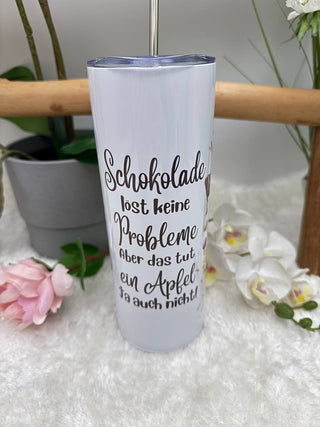 Schokolade
löst keine
Probleme
Aber das tut
ein Apfel
Ja auch nicht!